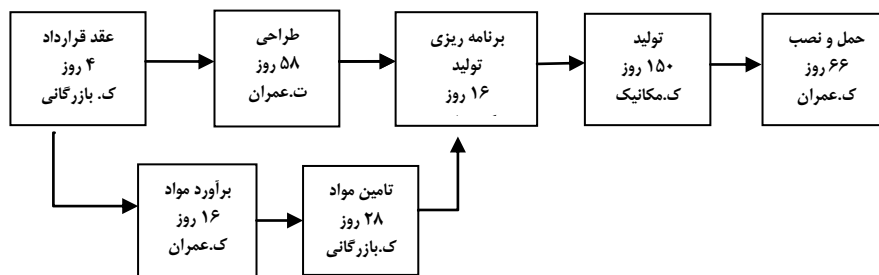 عقد قرارداد
۴ روز
ک. بازرگانی
طراحی
۵۸ روز
ت.عمران
برنامه ریزی
تولید
۱۶ روز
تولید
۱۵۰ روز
ک.مکانیک
حمل و نصب
۶۶ روز
ک.عمران
برآورد مواد
۱۶ روز
ک.عمران
تامین مواد
۲۸ روز
ک.بازرگانی